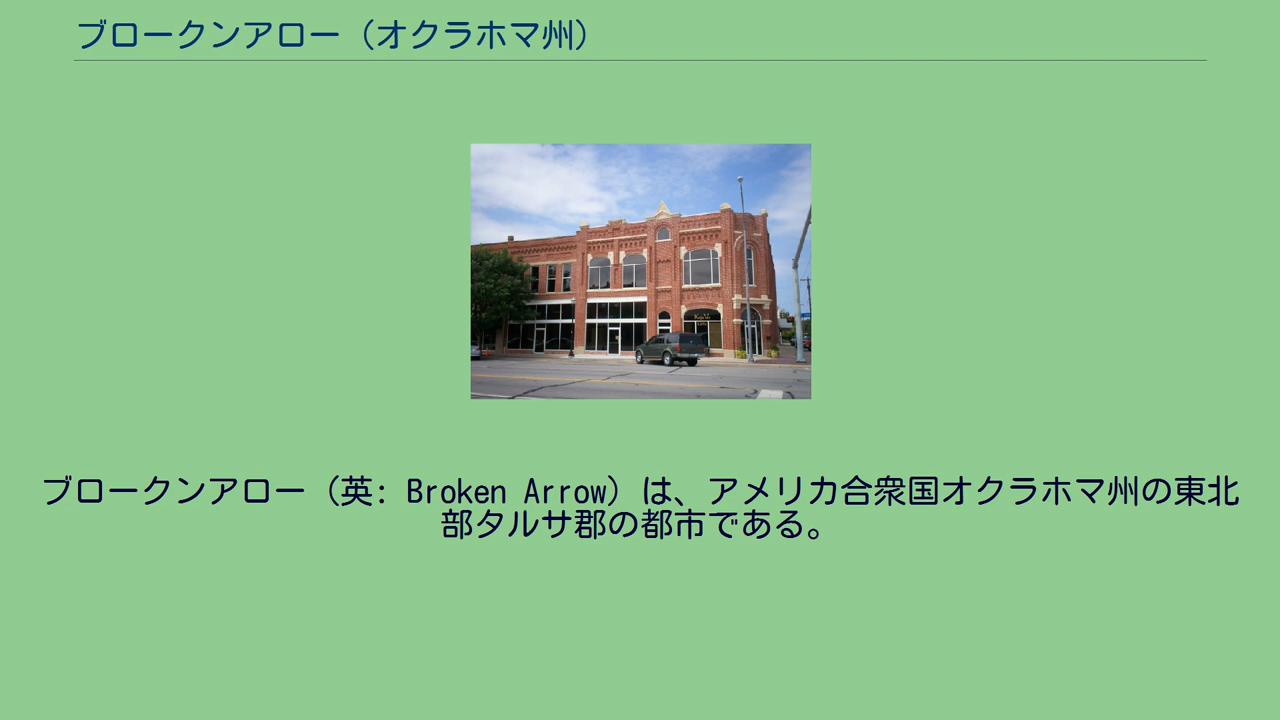 ブロークンアロー（オクラホマ州）
ブロークンアロー（英: Broken Arrow）は、アメリカ合衆国オクラホマ州の東北
部タルサ郡の都市である。